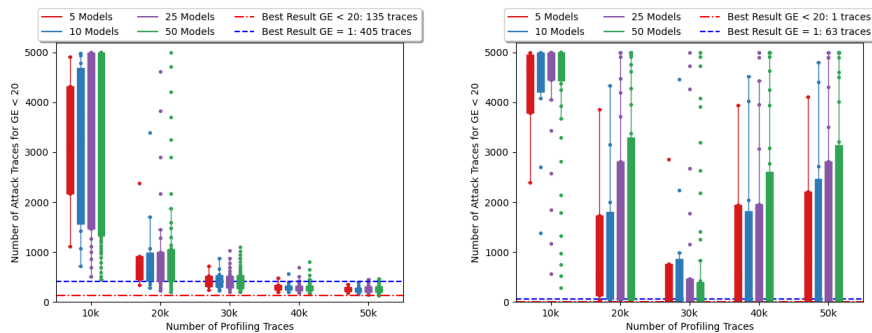 5 Models
10 Models
25 Models
50 Models
Best Result GE < 20: 135 traces
Best Result GE = 1: 405 traces
Number of Attack Traces for GE < 20
5000
4000
3000
2000
1000
0
10k 20k 30k 40k 50k
Number of Profiling Traces
5 Models
10 Models
25 Models
50 Models
Best Result GE < 20: 1 traces
Best Result GE = 1: 63 traces
Number of Attack Traces for GE < 20
5000
4000
3000
2000
1000
0
10k 20k 30k 40k 50k
Number of Profiling Traces